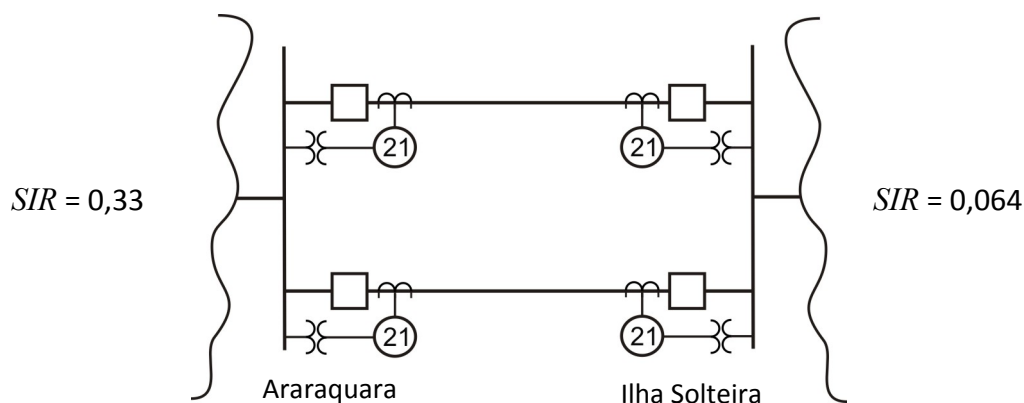 21
21
SIR = 0,33
SIR = 0,064
21
21
Araraquara
Ilha Solteira